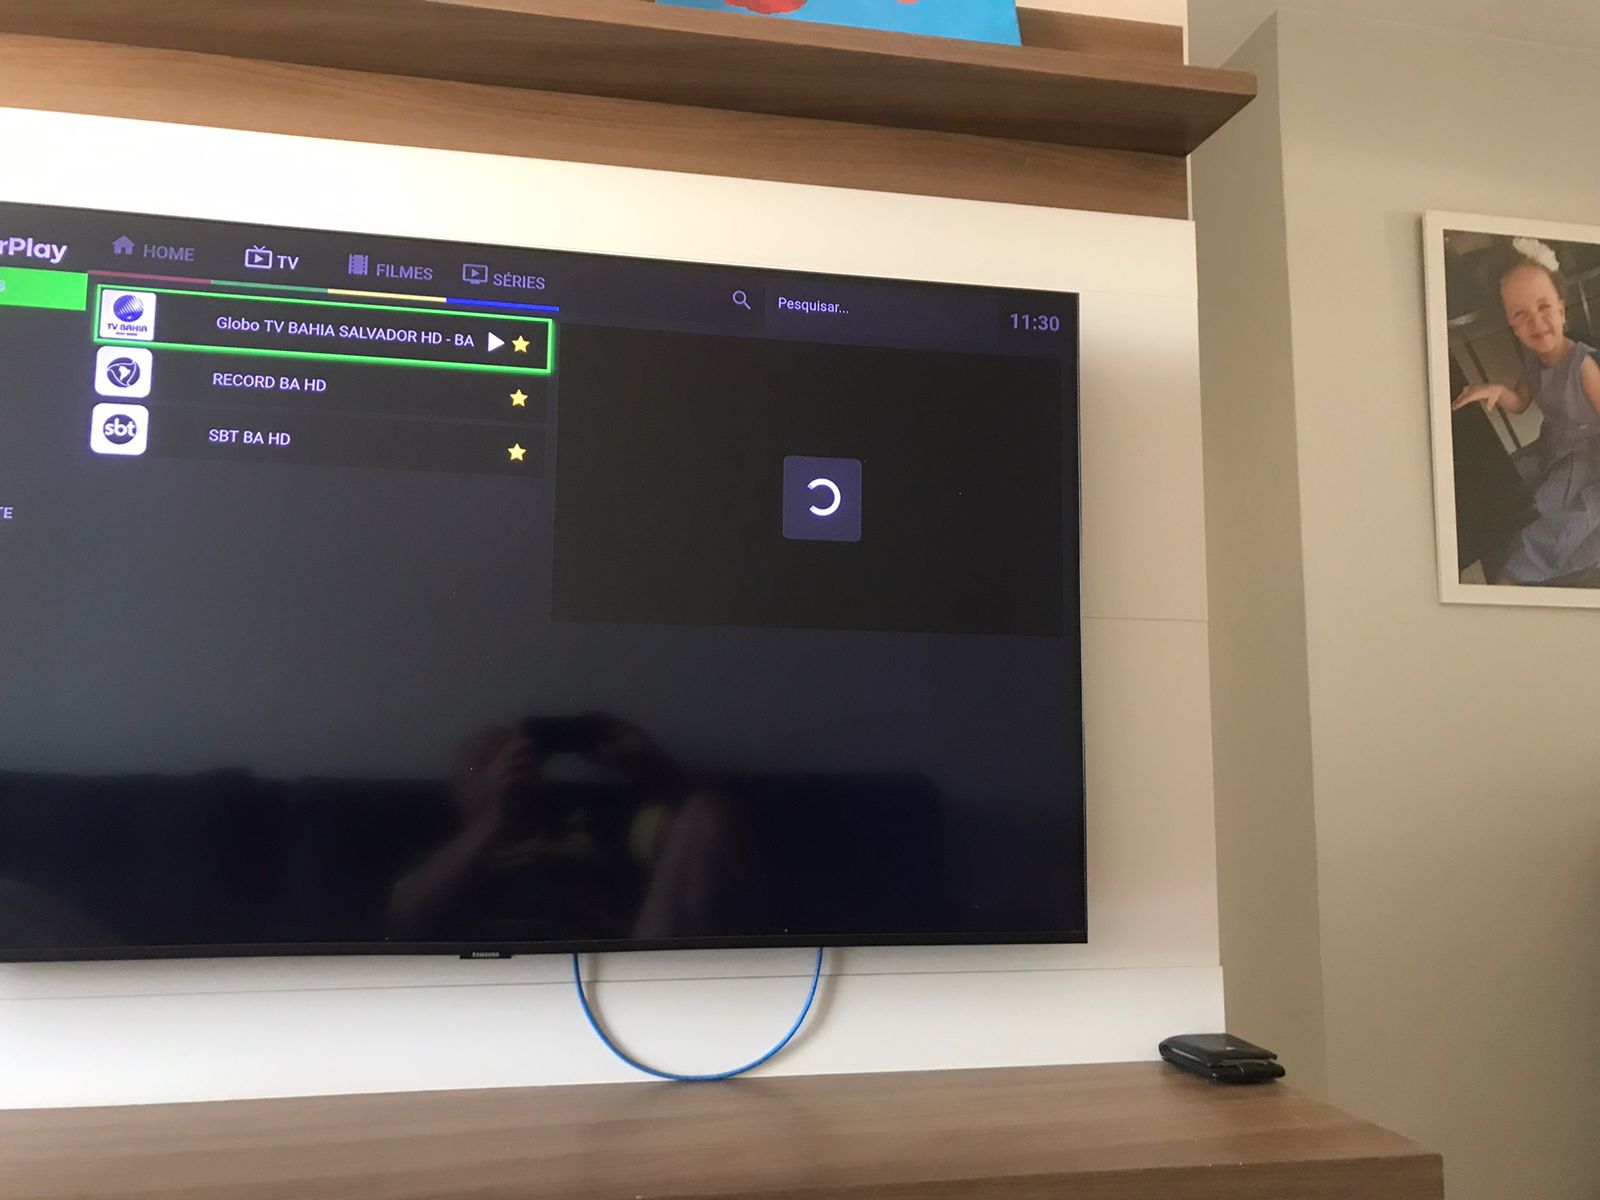 rPlay
HOME
TV
FILMES
SÉRIES
Pesquisar...
11:30
S
TV BAHIA
Globo TV BAHIA SALVADOR HD - BA
RECORD BA HD
sbt
SBT BA HD
TE
SAMSUNG